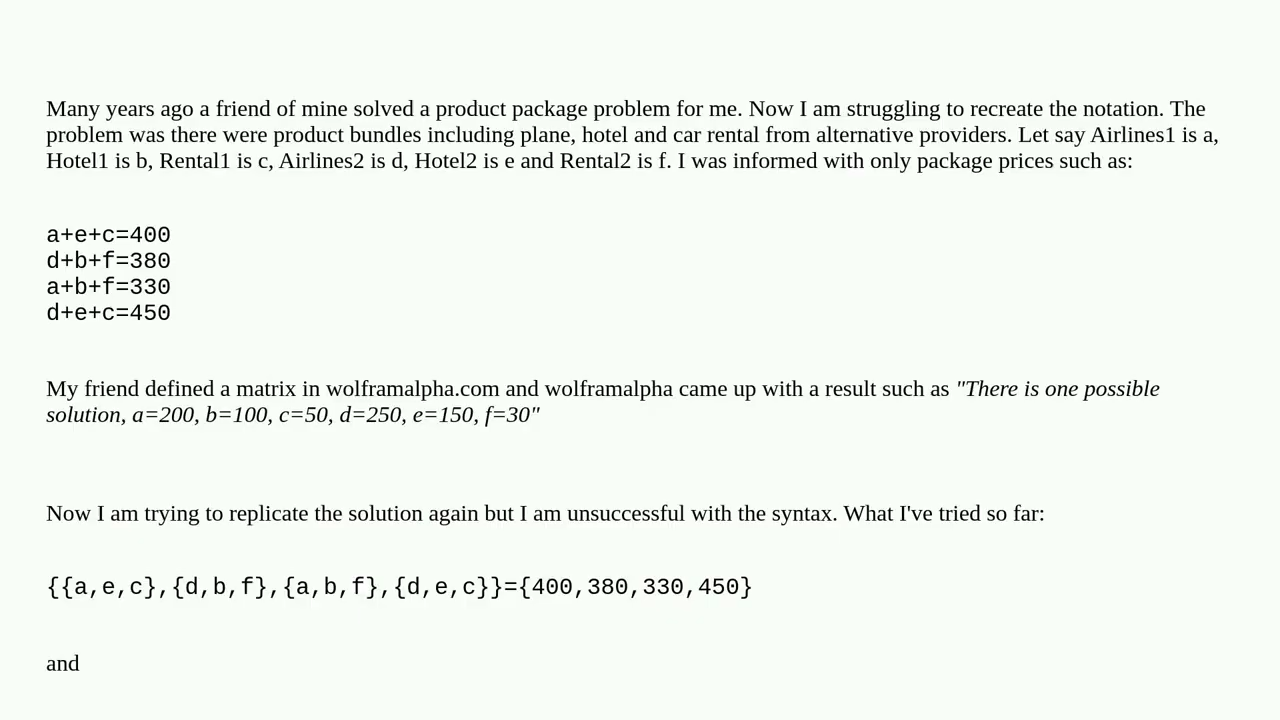 Many years ago a friend of mine solved a product package problem for me. Now I am struggling to recreate the notation. The
problem was there were product bundles including plane, hotel and car rental from alternative providers. Let say Airlines1 is a,
Hotel1 is b, Rental1 is c, Airlines2 is d, Hotel2 is e and Rental2 is f. I was informed with only package prices such as:
a+e+c=400
d+b+f=380
a+b+f=330
d+e+c=450
My friend defined a matrix in wolframalpha.com and wolframalpha came up with a result such as "There is one possible
solution, a=200, b=100, c=50, d=250, e=150, f=30"
Now I am trying to replicate the solution again but I am unsuccessful with the syntax. What I've tried so far:
{{a,e,c},{d,b,f},{a,b,f},{d,e,c}}={400,380,330,450}
and